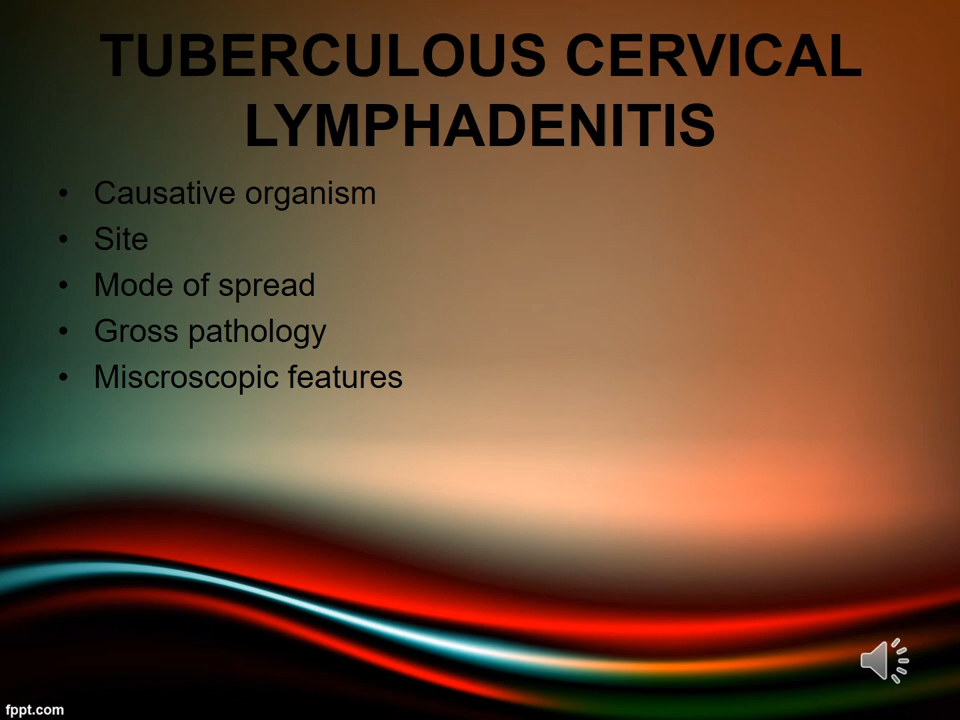 TUBERCULOUS CERVICAL
LYMPHADENITIS
• Causative organism
• Site
• Mode of spread
• Gross pathology
• Miscroscopic features
fppt.com